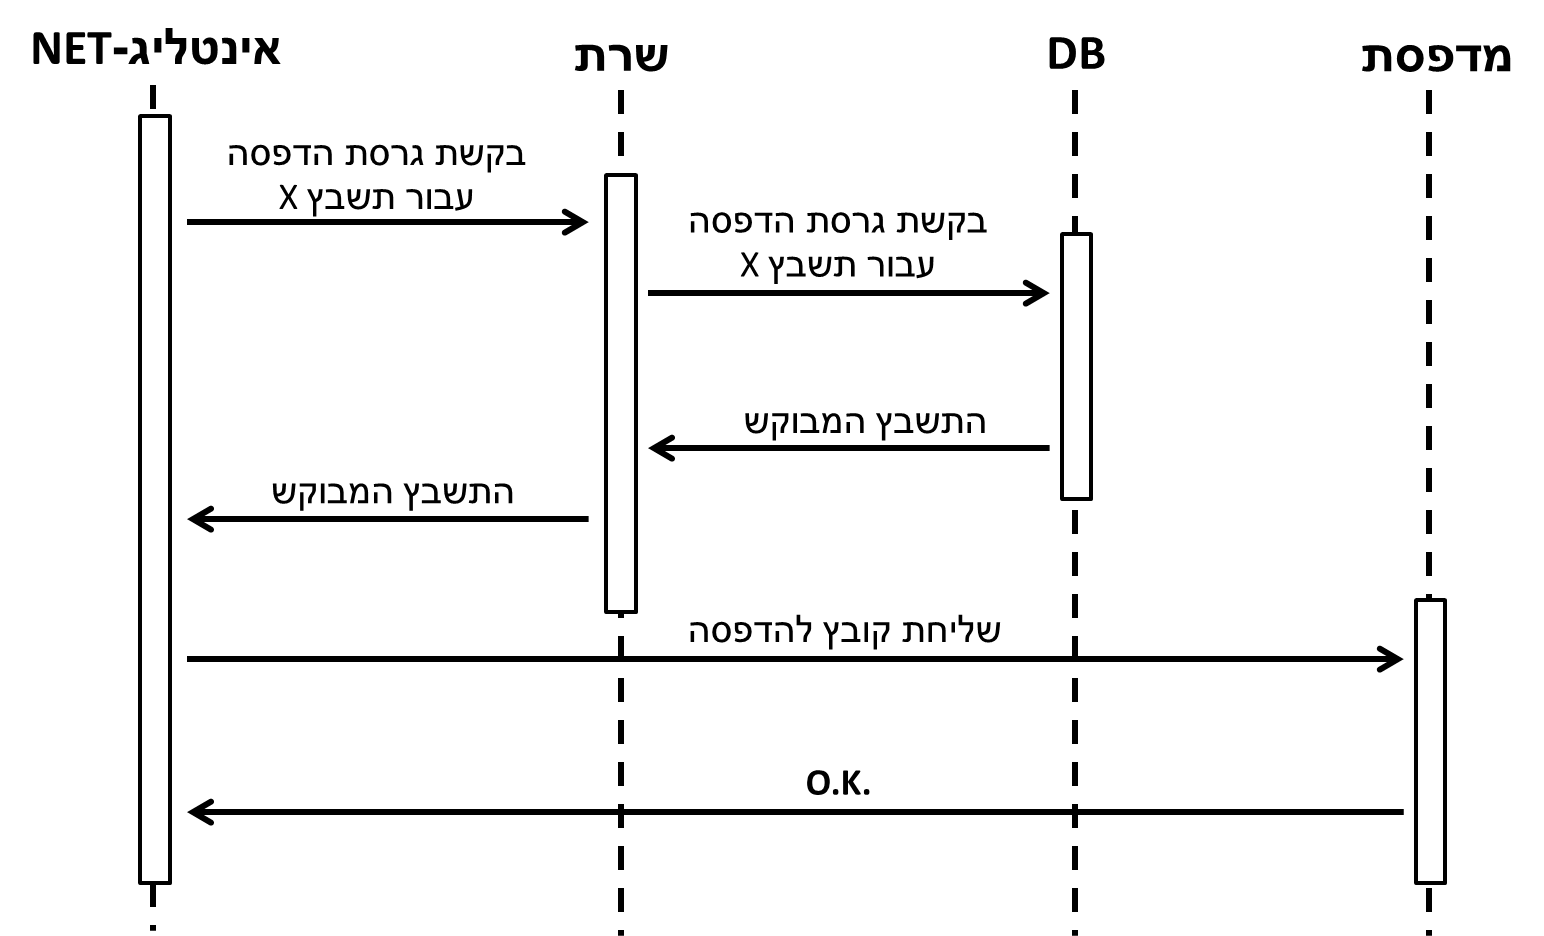 אינטליג-NET
שרת
DB
מדפסת
בקשת גרסת הדפסה
עבור תשבץ X
בקשת גרסת הדפסה
עבור תשבץ X
התשבץ המבוקש
התשבץ המבוקש
שליחת קובץ להדפסה
O.K.